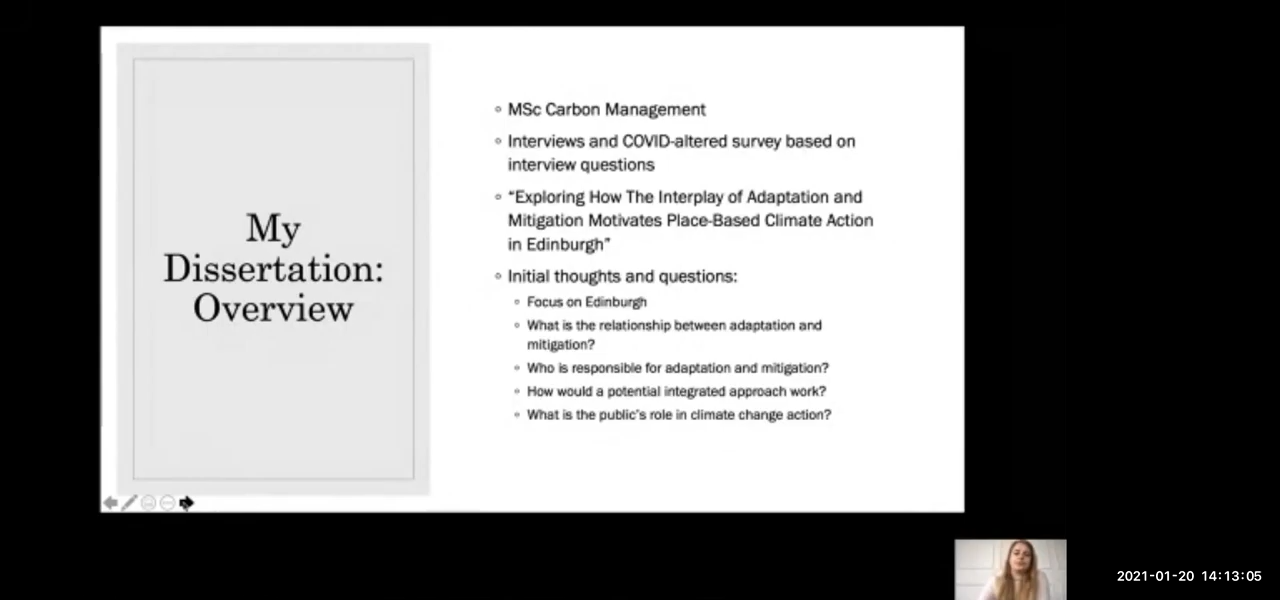 My
Dissertation:
Overview
MSc Carbon Management
Interviews and COVID-altered survey based on
interview questions
“Exploring How The Interplay of Adaptation and
Mitigation Motivates Place-Based Climate Action
in Edinburgh”
Initial thoughts and questions:
Focus on Edinburgh
What is the relationship between adaptation and
mitigation?
Who is responsible for adaptation and mitigation?
How would a potential integrated approach work?
What is the public’s role in climate change action?
2021-01-20 14:13:05